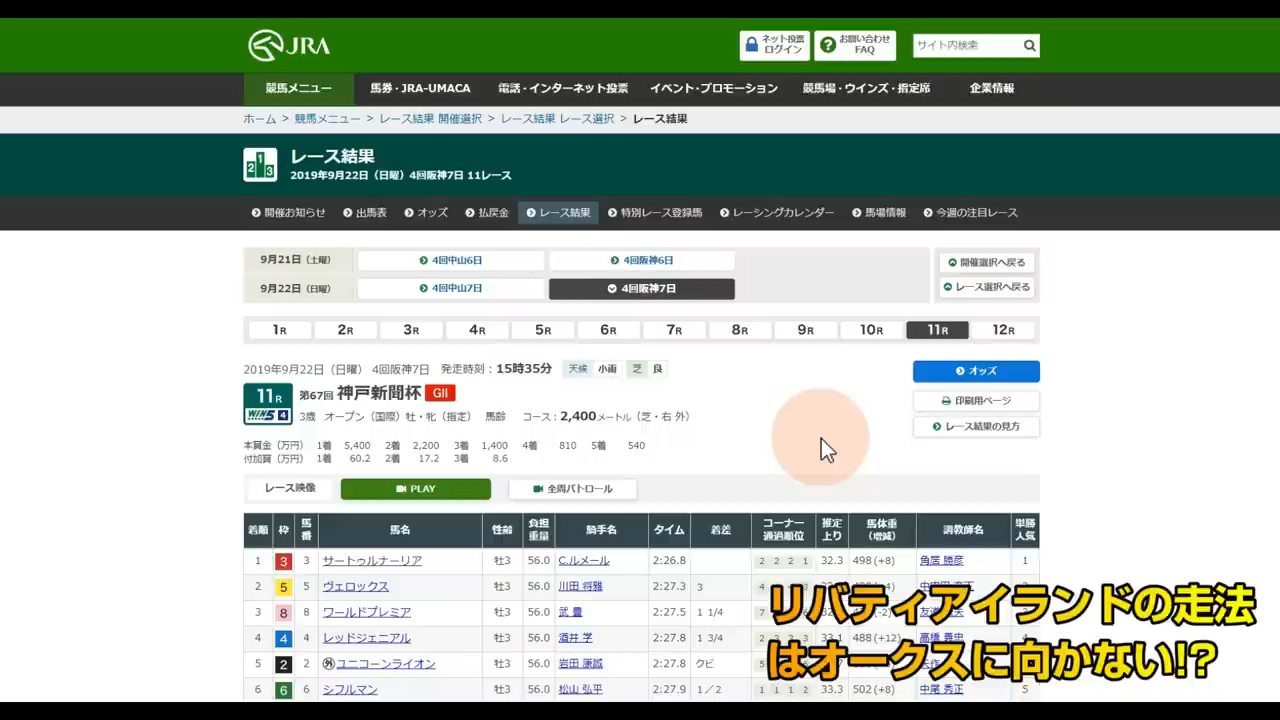 JRA
ネット投票
ログイン
お問い合わせ
FAQ
サイト内検索
競馬メニュー 馬券・JRA-UMACA 電話・インターネット投票 イベント・プロモーション 競馬場・ウインズ・指定席 企業情報
ホーム > 競馬メニュー > レース結果 開催選択 > レース結果 レース選択 > レース結果
レース結果
2019年9月22日（日曜）4回阪神7日 11レース
開催お知らせ 出馬表 オッズ 払戻金 レース結果 特別レース登録馬 レーシングカレンダー 馬場情報 今週の注目レース
9月21日（土曜） 4回中山6日 4回阪神6日 開催選択へ戻る
9月22日（日曜） 4回中山7日 4回阪神7日 レース選択へ戻る
1R 2R 3R 4R 5R 6R 7R 8R 9R 10R 11R 12R
2019年9月22日（日曜） 4回阪神7日 発走時刻：15時35分 天候 小雨 芝 良
オッズ
11R WIN5 4 第67回 神戸新聞杯 GII
印刷用ページ
3歳 オープン（国際）牡・牝（指定） 馬齢 コース：2,400メートル（芝・右 外）
レース結果の見方
本賞金（万円） 1着 5,400 2着 2,200 3着 1,400 4着 810 5着 540
付加賞（万円） 1着 60.2 2着 17.2 3着 8.6
レース映像 PLAY 全周パトロール
着順 枠 馬番 馬名 性齢 負担重量 騎手名 タイム 着差 コーナー通過順位 推定上り 馬体重（増減） 調教師名 単勝人気
1 3 3 サートゥルナーリア 牡3 56.0 C.ルメール 2:26.8 2 2 2 1 32.3 498(+8) 角居 勝彦 1
2 5 5 ヴェロックス 牡3 56.0 川田 将雅 2:27.3 3 4
3 8 8 ワールドプレミア 牡3 56.0 武 豊 2:27.5 1 1/4 7
4 4 4 レッドジェニアル 牡3 56.0 酒井 学 2:27.8 1 3/4 33.1 488(+12) 高橋 義忠
5 2 2 外 ユニコーンライオン 牡3 56.0 岩田 康誠 2:27.8 クビ 5
6 6 6 シフルマン 牡3 56.0 松山 弘平 2:27.9 1／2 1 1 1 2 33.3 502(+8) 中尾 秀正 5
リバティアイランドの走法
はオークスに向かない!?